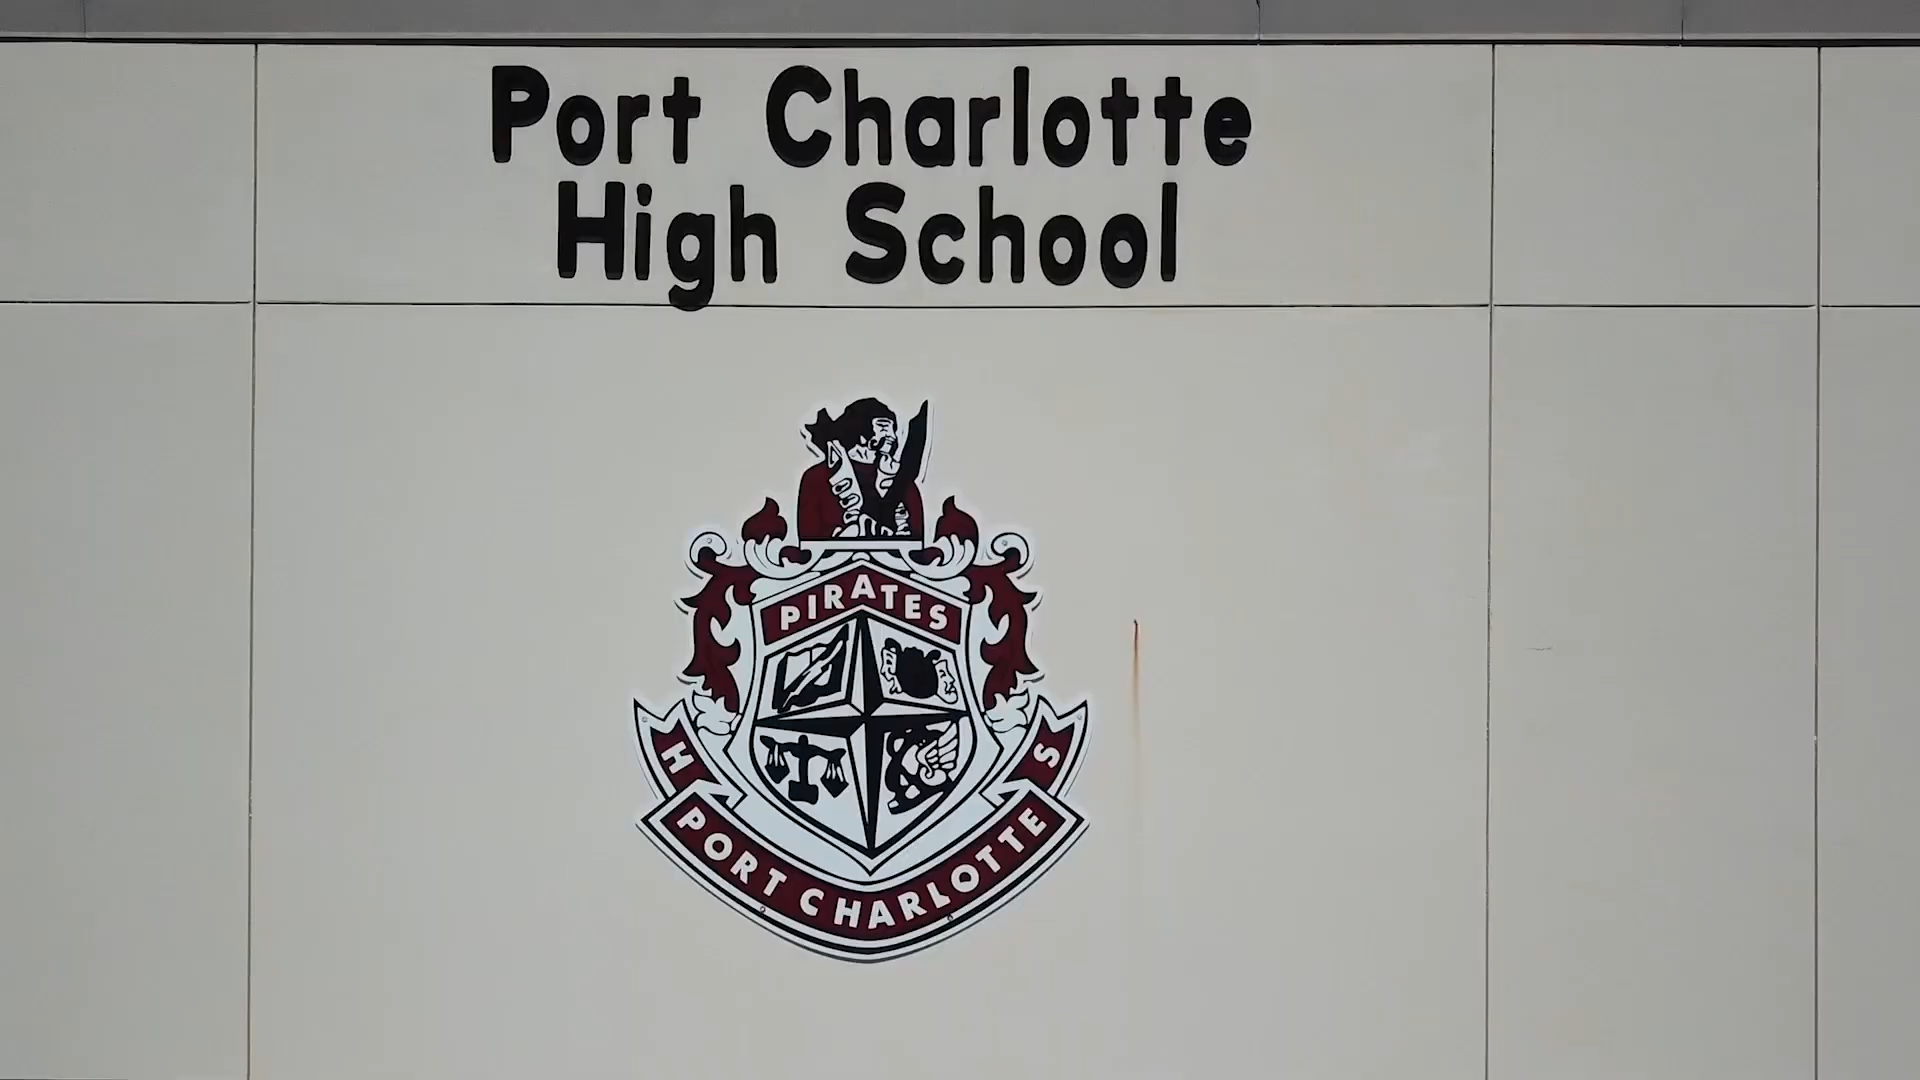 Port Charlotte
High School
PIRATES
H S
PORT CHARLOTTE